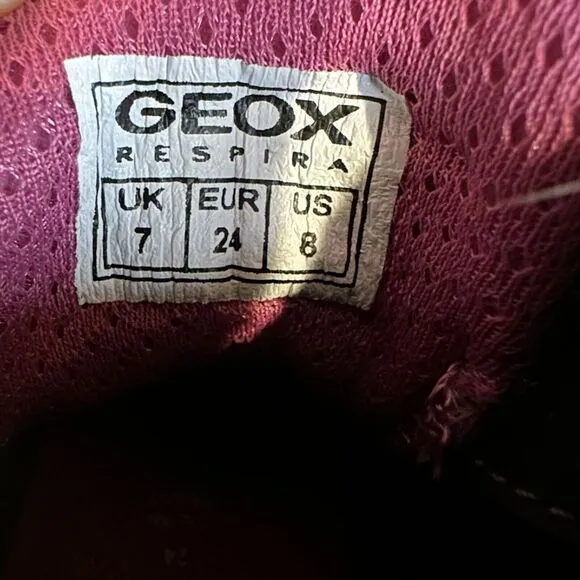 GEOX
RESPIRA
UK EUR US
7 24 8